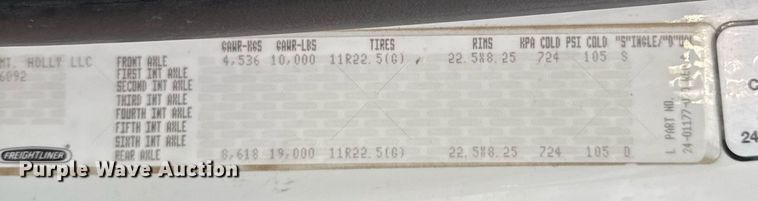 GAWR-KGS GAWR-LBS TIRES RIMS KPA COLD PSI COLD "S"INGLE/"D"UAL
MT. HOLLY LLC
6092
FRONT AXLE 4,536 10,000 11R22.5(G) 22.5X8.25 724 105 S
FIRST INT AXLE
SECOND INT AXLE
THIRD INT AXLE
FOURTH INT AXLE
FIFTH INT AXLE
SIXTH INT AXLE
REAR AXLE 8,618 19,000 11R22.5(G) 22.5X8.25 724 105 D
FREIGHTLINER
L PART NO.
24-01177-
C
24
Purple Wave Auction